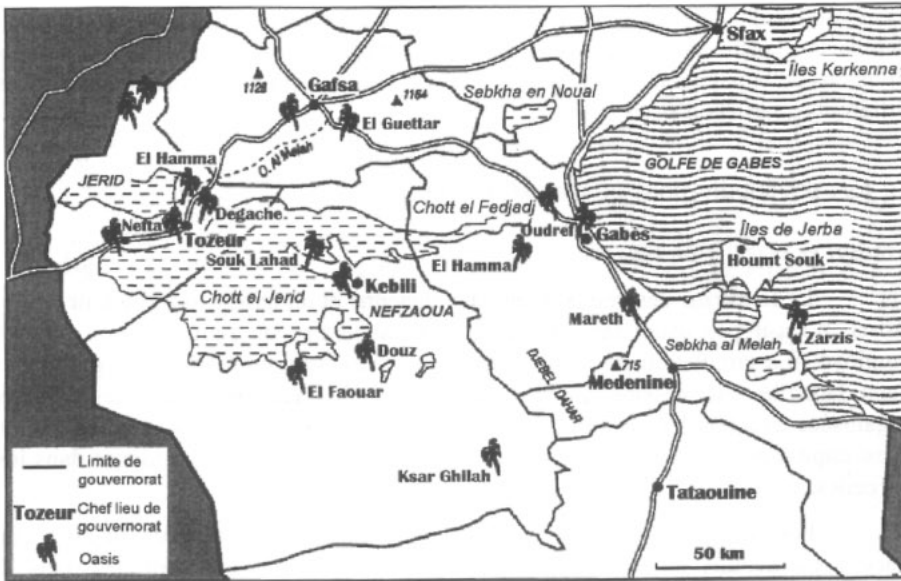 Sfax
Îles Kerkenna
1128
Gafsa
1164
Sebkha en Noual
El Guettar
O. Al Melah
El Hamma
GOLFE DE GABES
JERID
Degache
Chott el Fedjadj
Îles de Jerba
Nefta
Tozeur
Oudref
Gabès
Souk Lahad
El Hamma
Houmt Souk
Chott el Jerid
Kebili
NEFZAOUA
Mareth
Zarzis
Sebkha al Melah
Douz
715
DJEBEL DAHAR
Medenine
El Faouar
Ksar Ghilah
Tataouine
Limite de
gouvernorat
Tozeur Chef lieu de
gouvernorat
Oasis
50 km